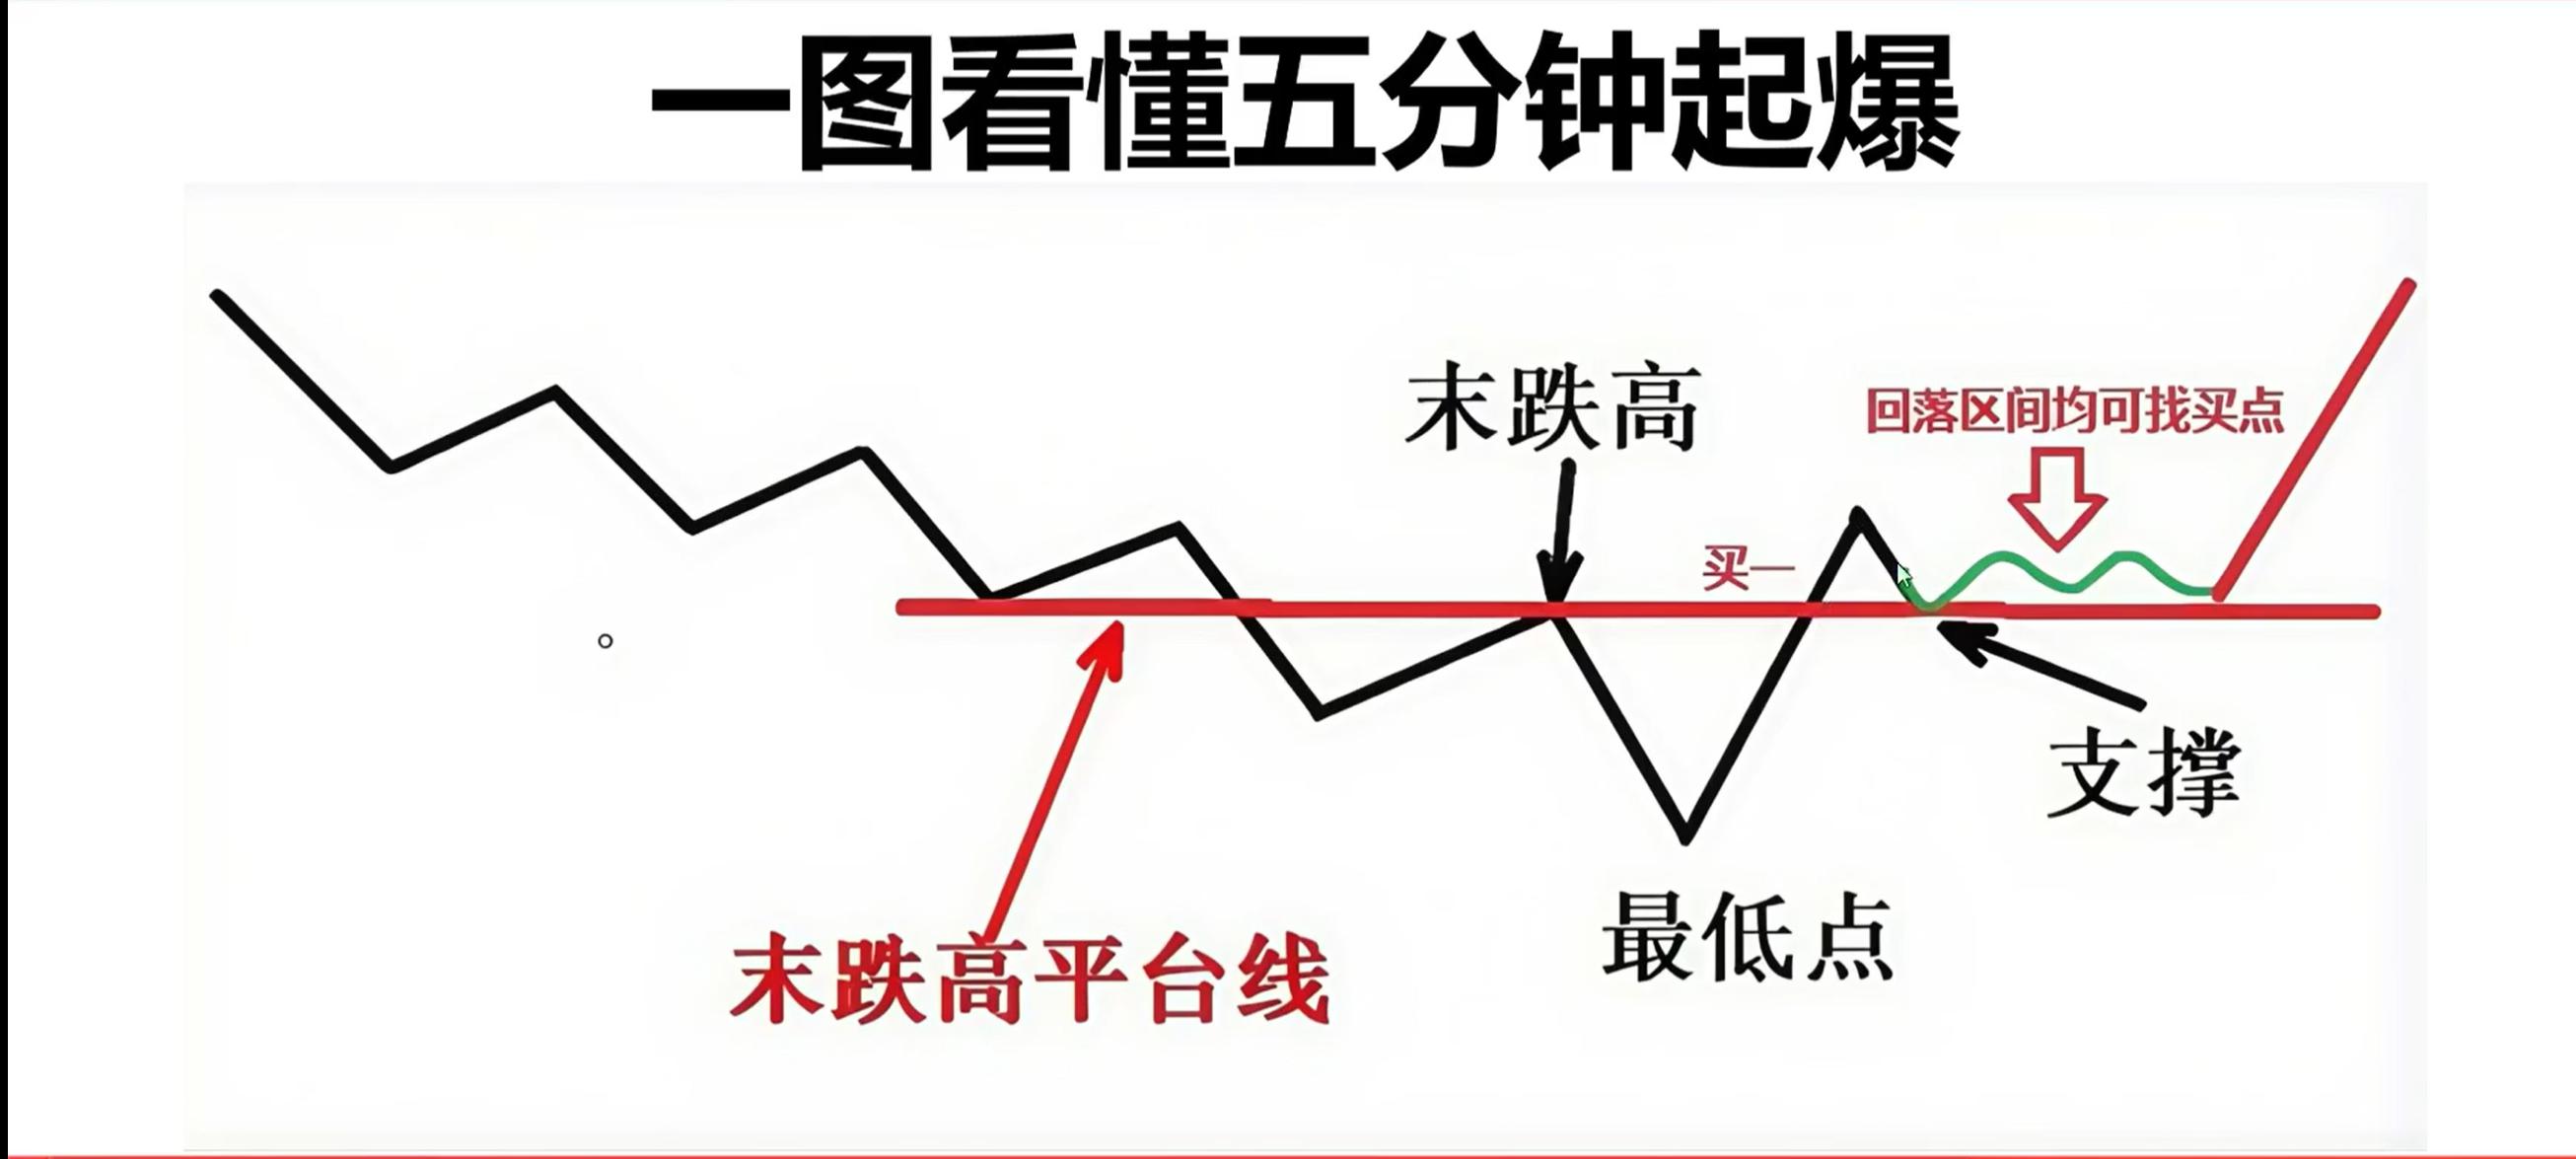 一图看懂五分钟起爆
末跌高
回落区间均可找买点
买一
支撑
最低点
末跌高平台线